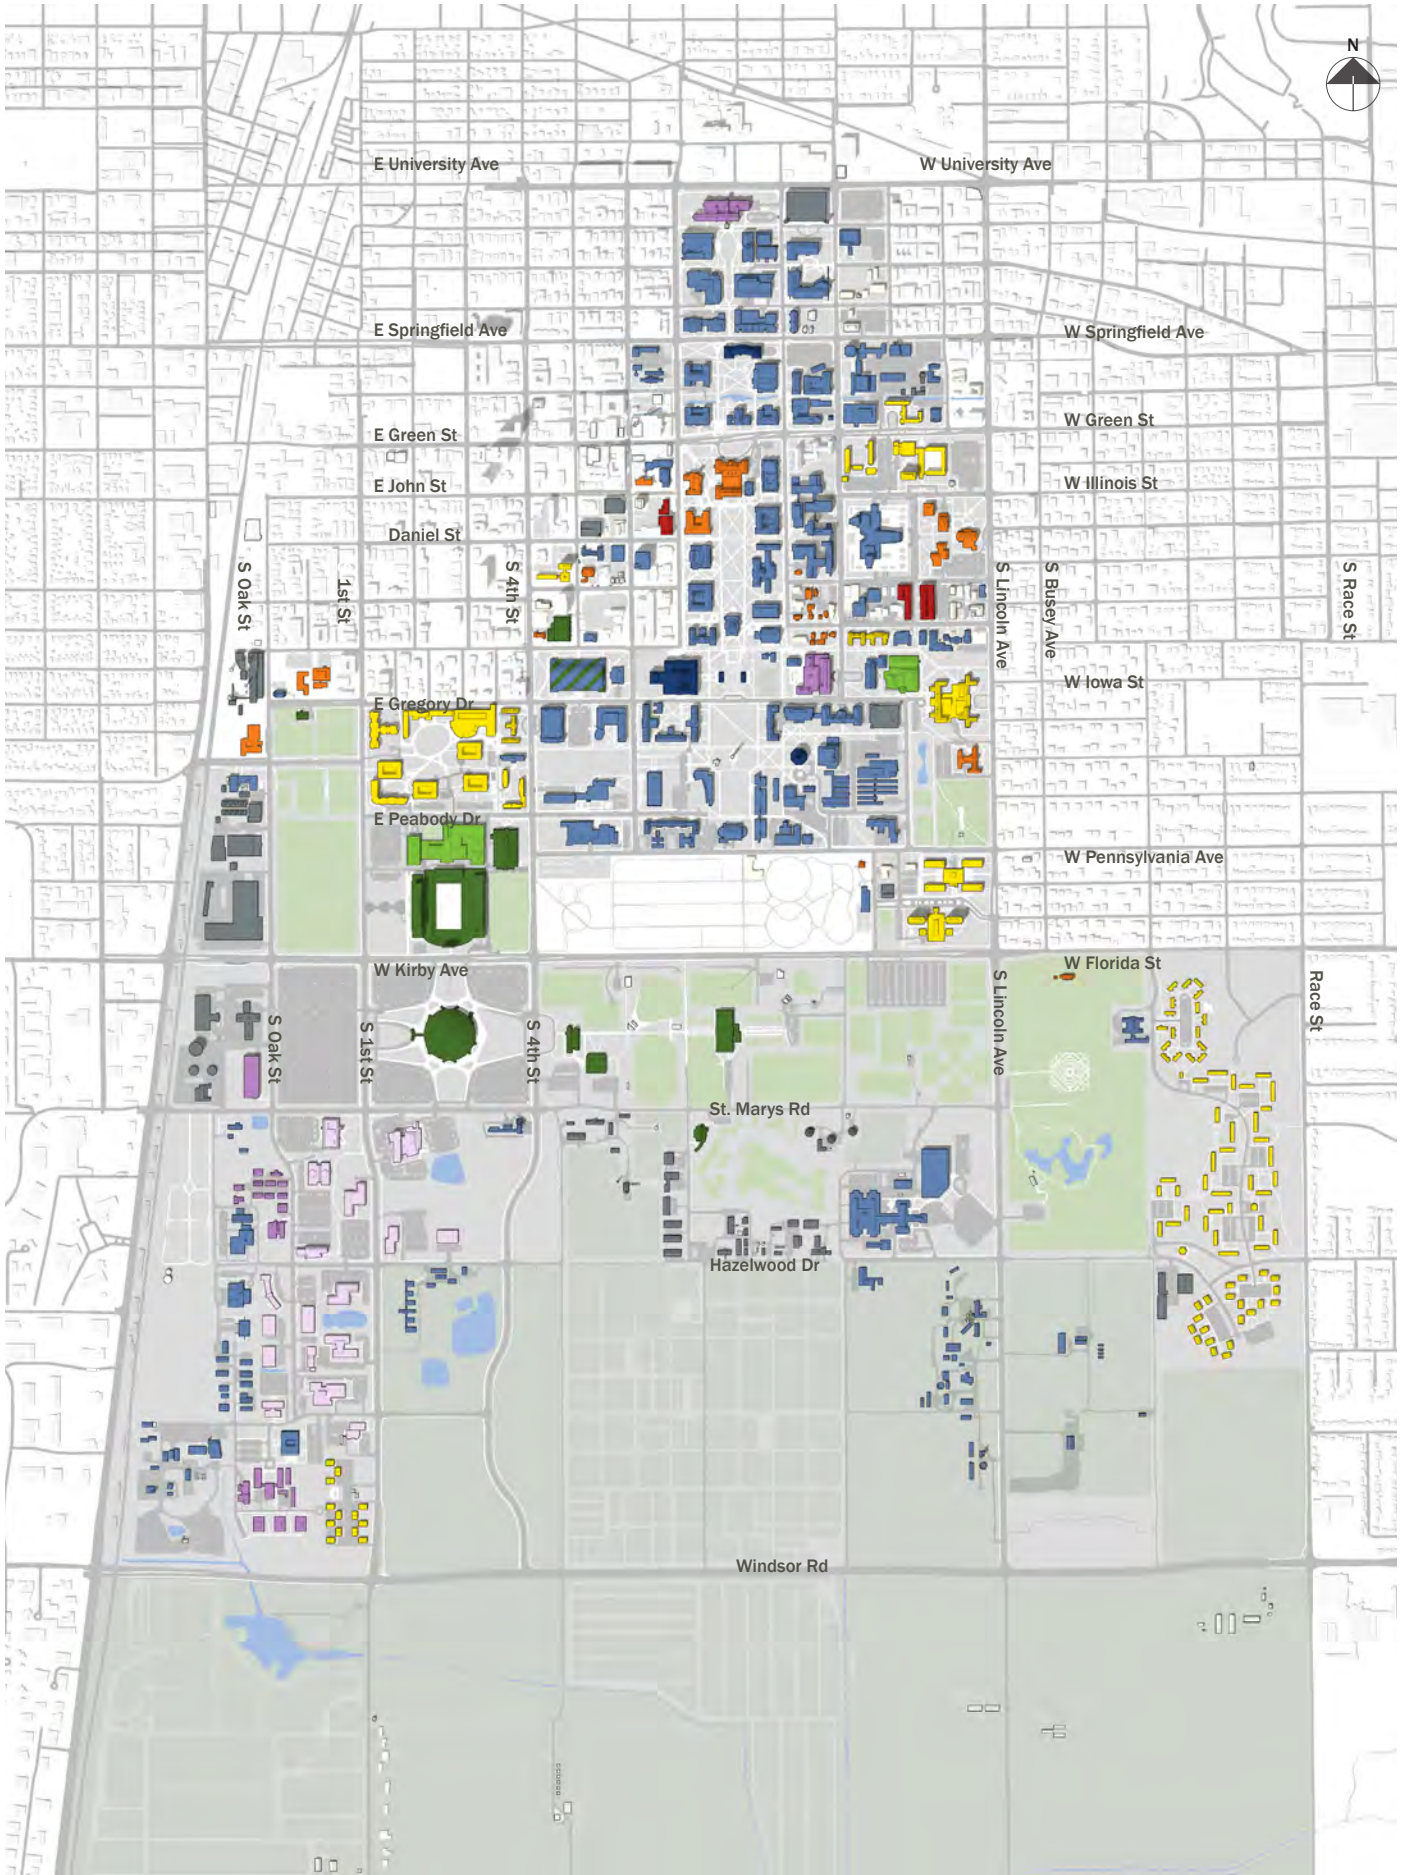 N
E University Ave
W University Ave
E Springfield Ave
W Springfield Ave
E Green St
W Green St
E John St
W Illinois St
Daniel St
S Oak St
1st St
S 4th St
S Lincoln Ave
S Busey Ave
S Race St
W Iowa St
E Gregory Dr
E Peabody Dr
W Pennsylvania Ave
W Kirby Ave
W Florida St
S Oak St
S 1st St
S 4th St
S Lincoln Ave
Race St
St. Marys Rd
Hazelwood Dr
Windsor Rd